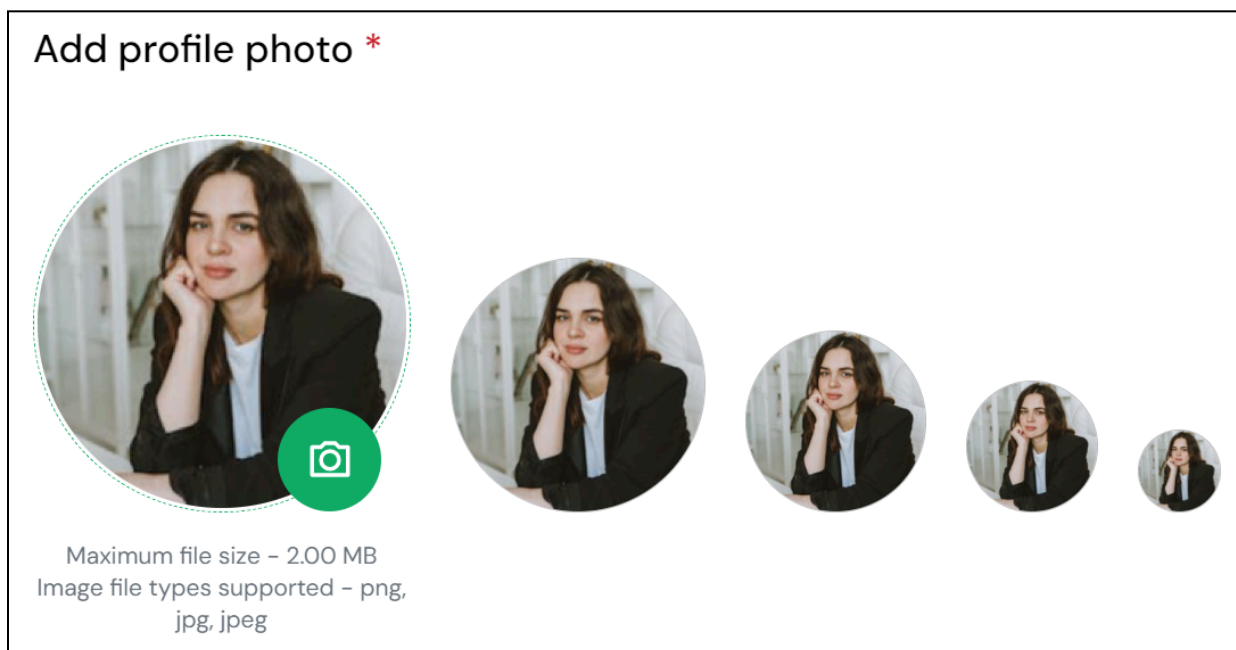 Add profile photo *
Maximum file size - 2.00 MB
Image file types supported - png,
jpg, jpeg